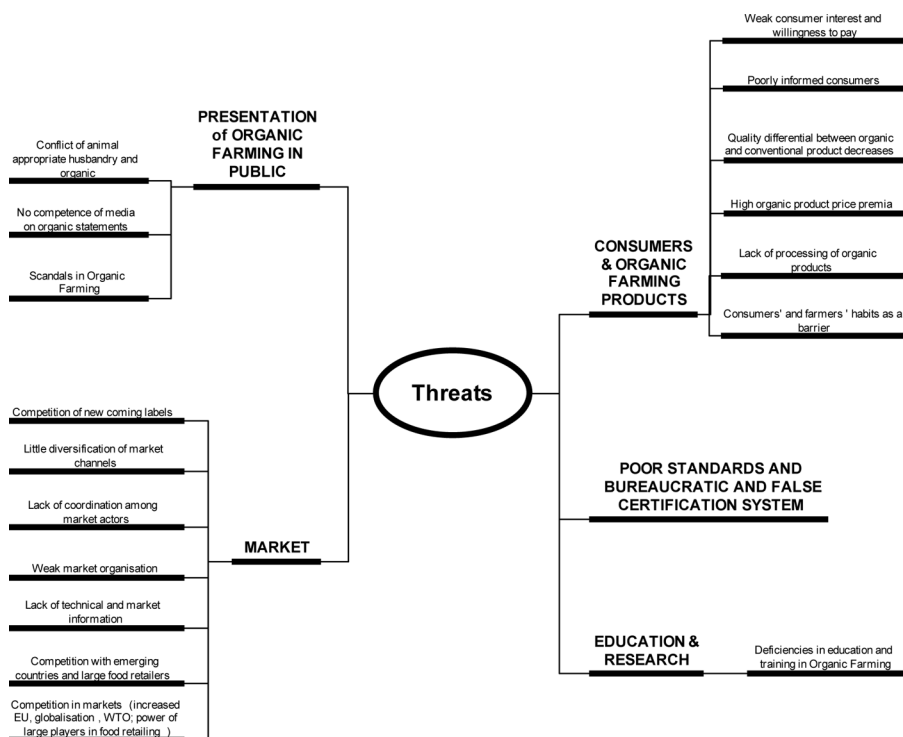 PRESENTATION
of ORGANIC
FARMING IN
PUBLIC
Conflict of animal
appropriate husbandry and
organic
No competence of media
on organic statements
Scandals in Organic
Farming
Threats
MARKET
Competition of new coming labels
Little diversification of market
channels
Lack of coordination among
market actors
Weak market organisation
Lack of technical and market
information
Competition with emerging
countries and large food retailers
Competition in markets (increased
EU, globalisation , WTO; power of
large players in food retailing )
CONSUMERS
& ORGANIC
FARMING
PRODUCTS
Weak consumer interest and
willingness to pay
Poorly informed consumers
Quality differential between organic
and conventional product decreases
High organic product price premia
Lack of processing of organic
products
Consumers' and farmers ' habits as a
barrier
POOR STANDARDS AND
BUREAUCRATIC AND FALSE
CERTIFICATION SYSTEM
EDUCATION &
RESEARCH
Deficiencies in education and
training in Organic Farming